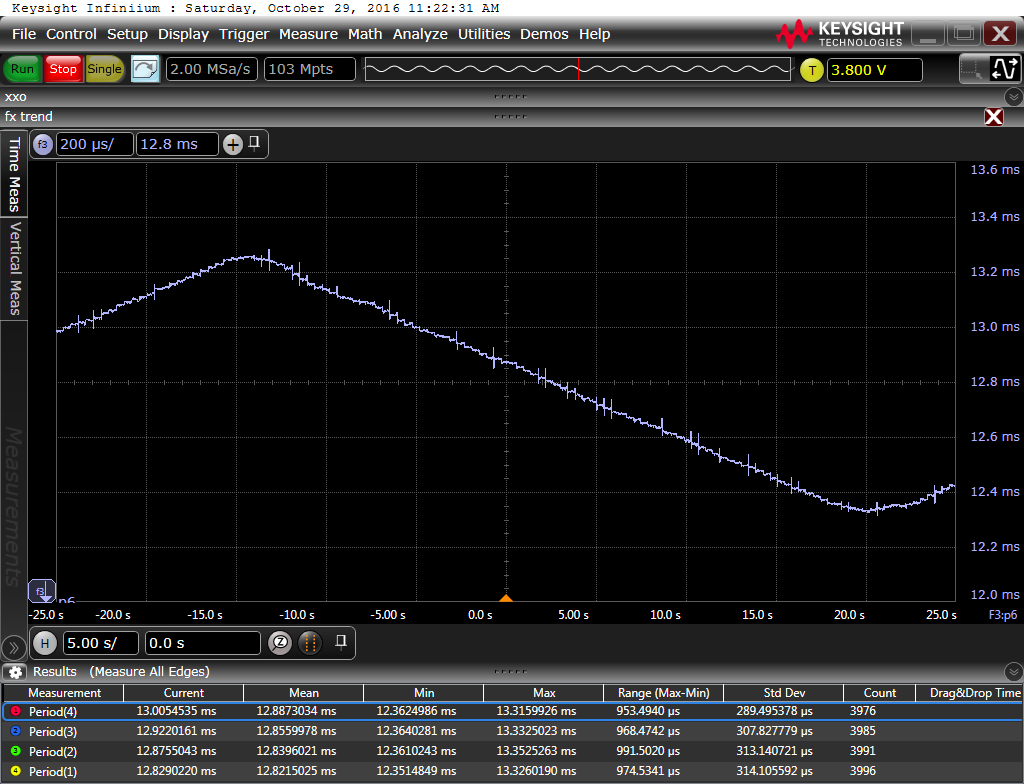 Keysight Infiniium : Saturday, October 29, 2016 11:22:31 AM
File Control Setup Display Trigger Measure Math Analyze Utilities Demos Help
KEYSIGHT
TECHNOLOGIES
Run Stop Single 2.00 MSa/s 103 Mpts T 3.800 V
xxo
fx trend
Time Meas
Vertical Meas
Measurements
f3 200 µs/ 12.8 ms
13.6 ms
13.4 ms
13.2 ms
13.0 ms
12.8 ms
12.6 ms
12.4 ms
12.2 ms
12.0 ms
f3 p6
-25.0 s -20.0 s -15.0 s -10.0 s -5.00 s 0.0 s 5.00 s 10.0 s 15.0 s 20.0 s 25.0 s F3:p6
H 5.00 s/ 0.0 s Z
Results (Measure All Edges)
Measurement Current Mean Min Max Range (Max-Min) Std Dev Count Drag&Drop Time
Period(4) 13.0054535 ms 12.8873034 ms 12.3624986 ms 13.3159926 ms 953.4940 µs 289.495378 µs 3976
2 Period(3) 12.9220161 ms 12.8559978 ms 12.3640281 ms 13.3325023 ms 968.4742 µs 307.827779 µs 3985
3 Period(2) 12.8755043 ms 12.8396021 ms 12.3610243 ms 13.3525263 ms 991.5020 µs 313.140721 µs 3991
4 Period(1) 12.8290220 ms 12.8215025 ms 12.3514849 ms 13.3260190 ms 974.5341 µs 314.105592 µs 3996